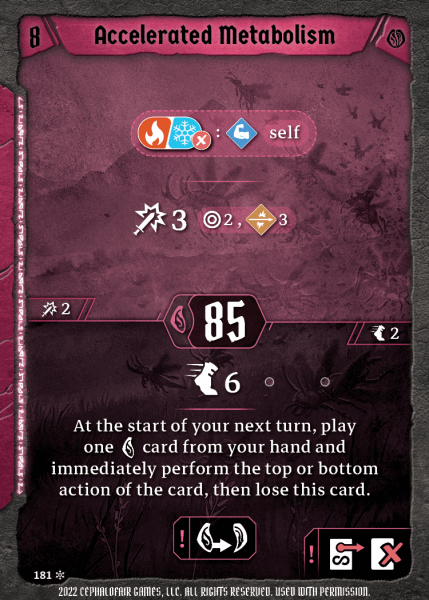 8 Accelerated Metabolism
: self
3 2, 3
2
85
2
6
At the start of your next turn, play
one card from your hand and
immediately perform the top or bottom
action of the card, then lose this card.
! !
181
2022 CEPHALOFAIR GAMES, LLC. ALL RIGHTS RESERVED. USED WITH PERMISSION.